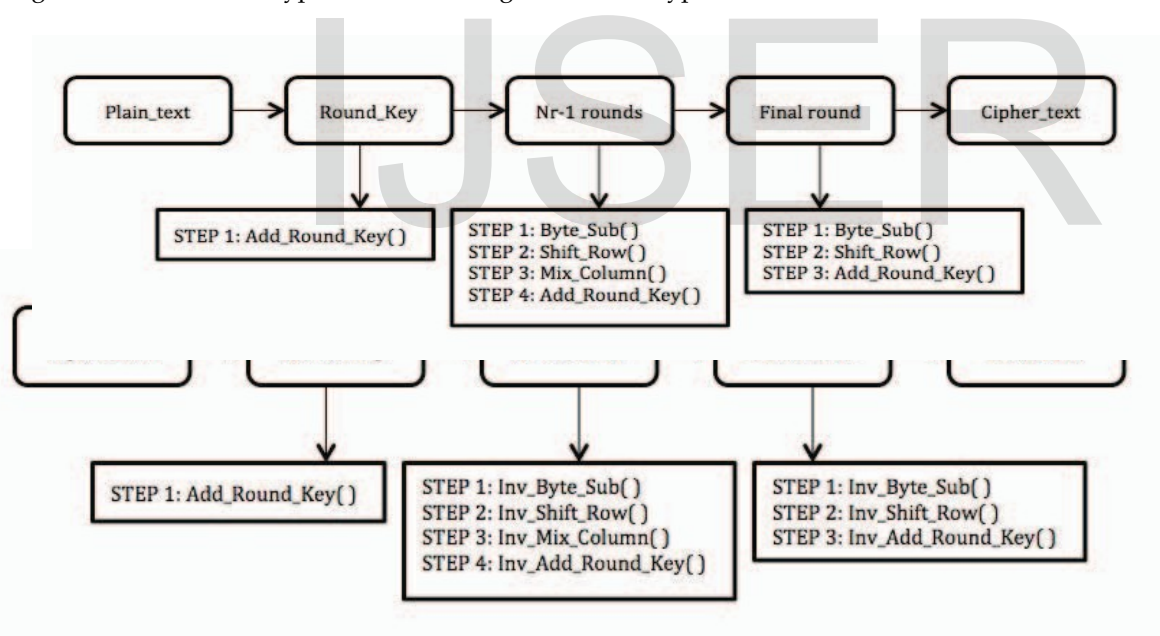 IJSER
Plain_text
Round_Key
Nr-1 rounds
Final round
Cipher_text
STEP 1: Add_Round_Key( )
STEP 1: Byte_Sub( )
STEP 2: Shift_Row( )
STEP 3: Mix_Column( )
STEP 4: Add_Round_Key( )
STEP 1: Byte_Sub( )
STEP 2: Shift_Row( )
STEP 3: Add_Round_Key( )
STEP 1: Add_Round_Key( )
STEP 1: Inv_Byte_Sub( )
STEP 2: Inv_Shift_Row( )
STEP 3: Inv_Mix_Column( )
STEP 4: Inv_Add_Round_Key( )
STEP 1: Inv_Byte_Sub( )
STEP 2: Inv_Shift_Row( )
STEP 3: Inv_Add_Round_Key( )